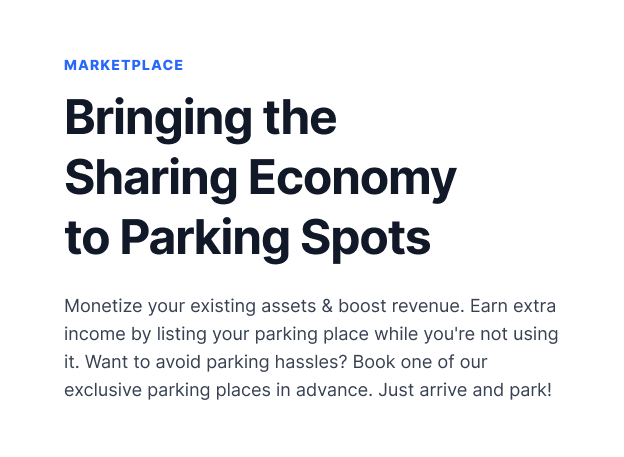 MARKETPLACE
Bringing the
Sharing Economy
to Parking Spots
Monetize your existing assets & boost revenue. Earn extra
income by listing your parking place while you're not using
it. Want to avoid parking hassles? Book one of our
exclusive parking places in advance. Just arrive and park!